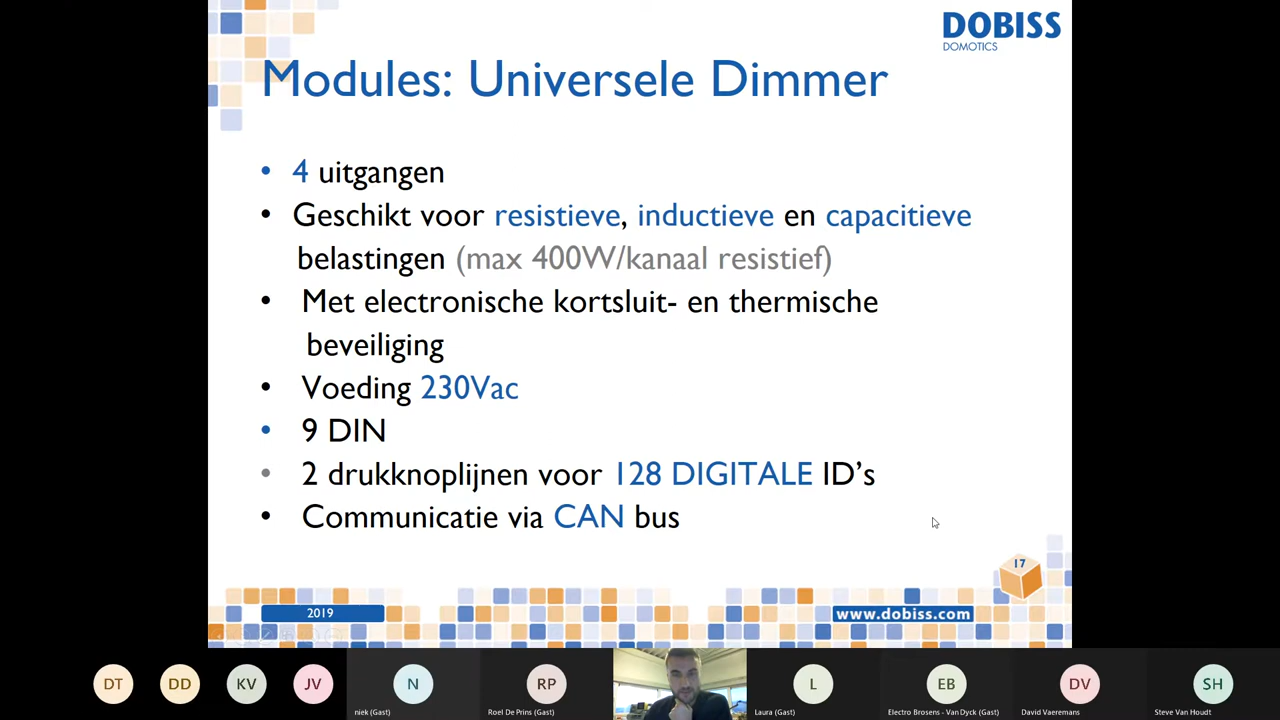 DOBISS
DOMOTICS
Modules: Universele Dimmer
• 4 uitgangen
• Geschikt voor resistieve, inductieve en capacitieve
belastingen (max 400W/kanaal resistief)
• Met electronische kortsluit- en thermische
beveiliging
• Voeding 230Vac
• 9 DIN
• 2 drukknoplijnen voor 128 DIGITALE ID's
• Communicatie via CAN bus
17
2019
www.dobiss.com
DT DD KV JV N RP L EB DV SH
niek (Gast) Roel De Prins (Gast) Laura (Gast) Electro Brosens - Van Dyck (Gast) David Vaeremans Steve Van Houdt